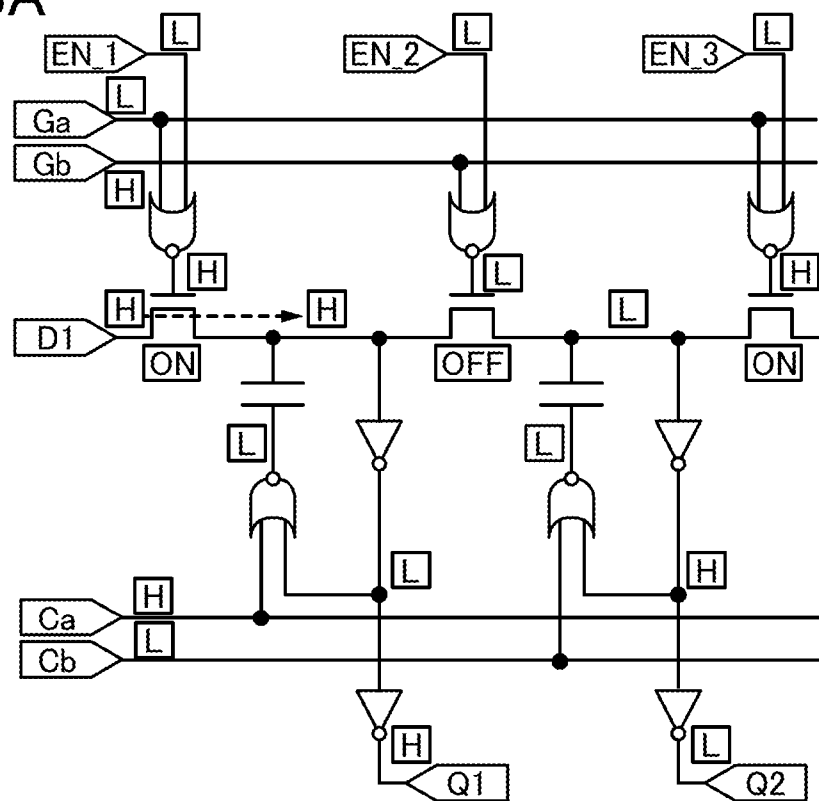 A
EN_1 L EN_2 L EN_3 L
Ga L
Gb H
H L H
D1 H H L
ON OFF ON
L L
L H
Ca H
Cb L
H L
Q1 Q2